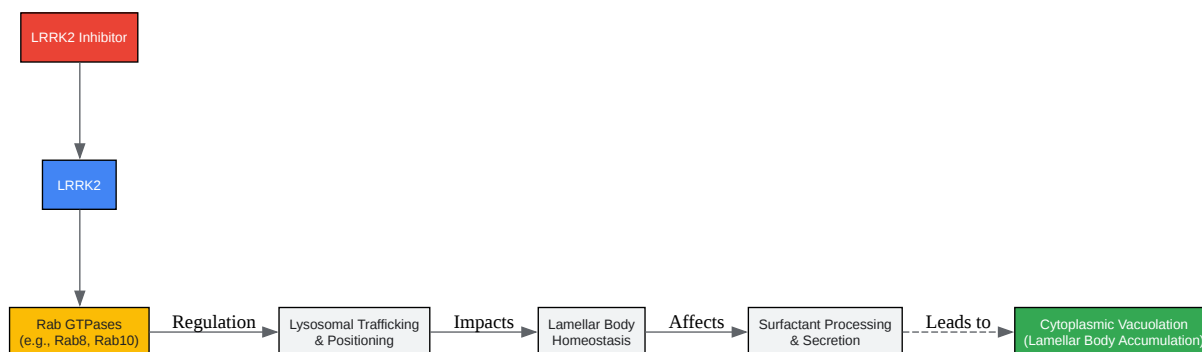 LRRK2 Inhibitor
LRRK2
Rab GTPases
(e.g., Rab8, Rab10)
Regulation
Lysosomal Trafficking
& Positioning
Impacts
Lamellar Body
Homeostasis
Affects
Surfactant Processing
& Secretion
Leads to
Cytoplasmic Vacuolation
(Lamellar Body Accumulation)